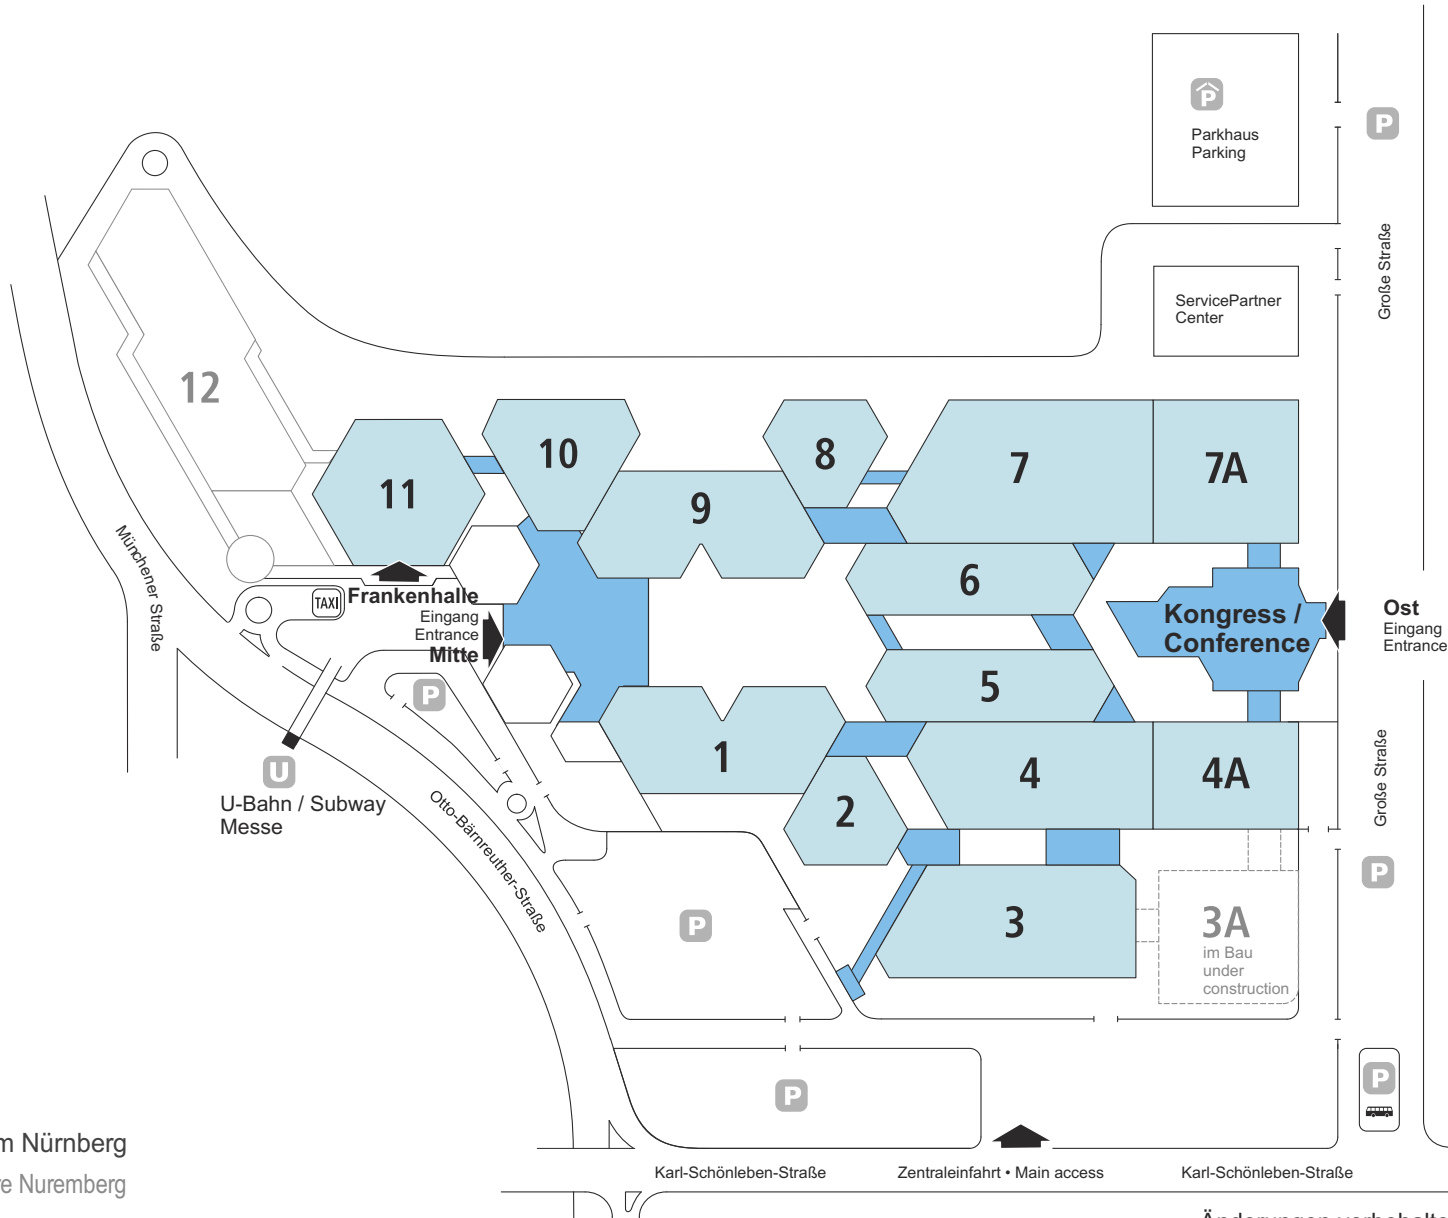 P
Parkhaus
Parking
P
Große Straße
ServicePartner
Center
12
11
10
9
8
7
7A
6
5
Kongress /
Conference
Ost
Eingang
Entrance
Münchener Straße
TAXI
Frankenhalle
Eingang
Entrance
Mitte
P
U
U-Bahn / Subway
Messe
Otto-Bärnreuther-Straße
1
2
4
4A
Große Straße
P
P
3
3A
im Bau
under
construction
P
P
m Nürnberg
re Nuremberg
Karl-Schönleben-Straße
Zentraleinfahrt • Main access
Karl-Schönleben-Straße